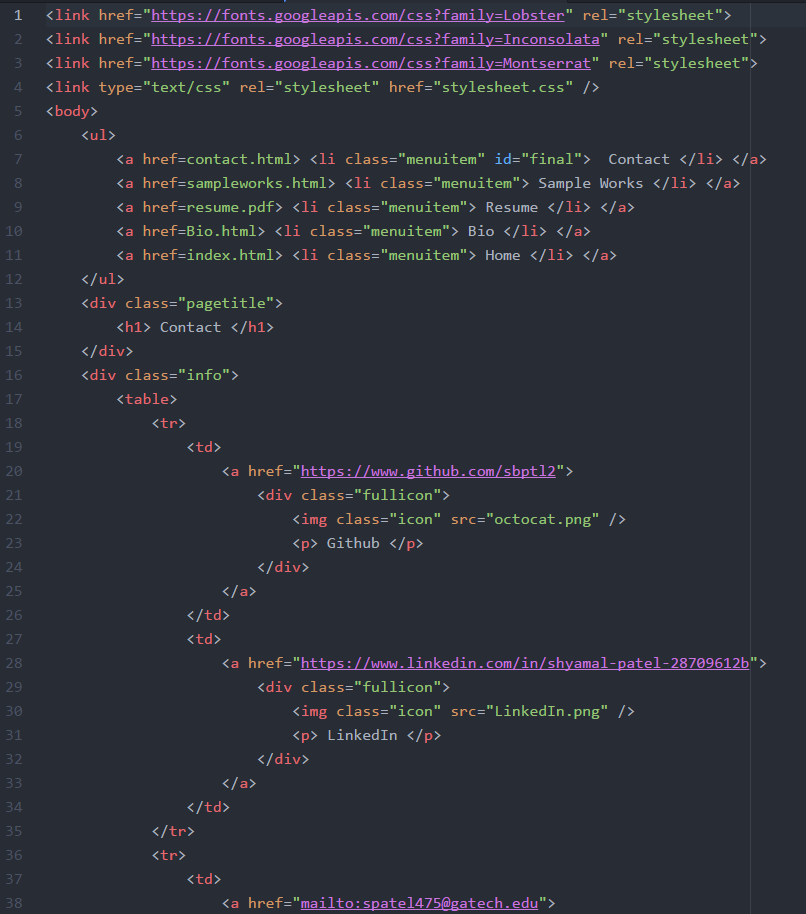 1 <link href="https://fonts.googleapis.com/css?family=Lobster" rel="stylesheet">
2 <link href="https://fonts.googleapis.com/css?family=Inconsolata" rel="stylesheet">
3 <link href="https://fonts.googleapis.com/css?family=Montserrat" rel="stylesheet">
4 <link type="text/css" rel="stylesheet" href="stylesheet.css" />
5 <body>
6     <ul>
7         <a href=contact.html> <li class="menuitem" id="final">  Contact </li> </a>
8         <a href=sampleworks.html> <li class="menuitem"> Sample Works </li> </a>
9         <a href=resume.pdf> <li class="menuitem"> Resume </li> </a>
10         <a href=Bio.html> <li class="menuitem"> Bio </li> </a>
11         <a href=index.html> <li class="menuitem"> Home </li> </a>
12     </ul>
13     <div class="pagetitle">
14         <h1> Contact </h1>
15     </div>
16     <div class="info">
17         <table>
18             <tr>
19                 <td>
20                     <a href="https://www.github.com/sbptl2">
21                         <div class="fullicon">
22                             <img class="icon" src="octocat.png" />
23                             <p> Github </p>
24                         </div>
25                     </a>
26                 </td>
27                 <td>
28                     <a href="https://www.linkedin.com/in/shyamal-patel-28709612b">
29                         <div class="fullicon">
30                             <img class="icon" src="LinkedIn.png" />
31                             <p> LinkedIn </p>
32                         </div>
33                     </a>
34                 </td>
35             </tr>
36             <tr>
37                 <td>
38                     <a href="mailto:spatel475@gatech.edu">